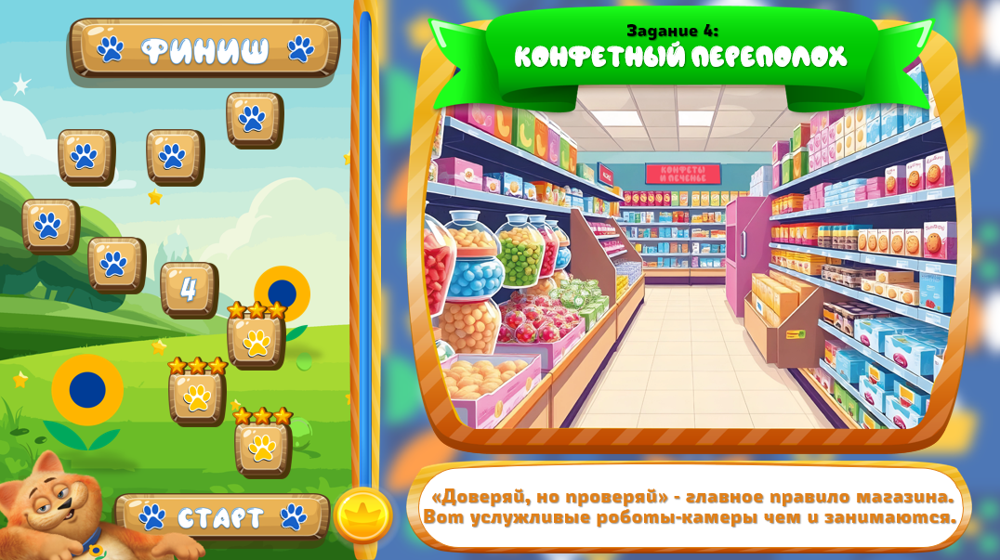 ФИНИШ
4
СТАРТ
Задание 4:
КОНФЕТНЫЙ ПЕРЕПОЛОХ
КОНФЕТЫ
И ПЕЧЕНЬЕ
«Доверяй, но проверяй» - главное правило магазина.
Вот услужливые роботы-камеры чем и занимаются.